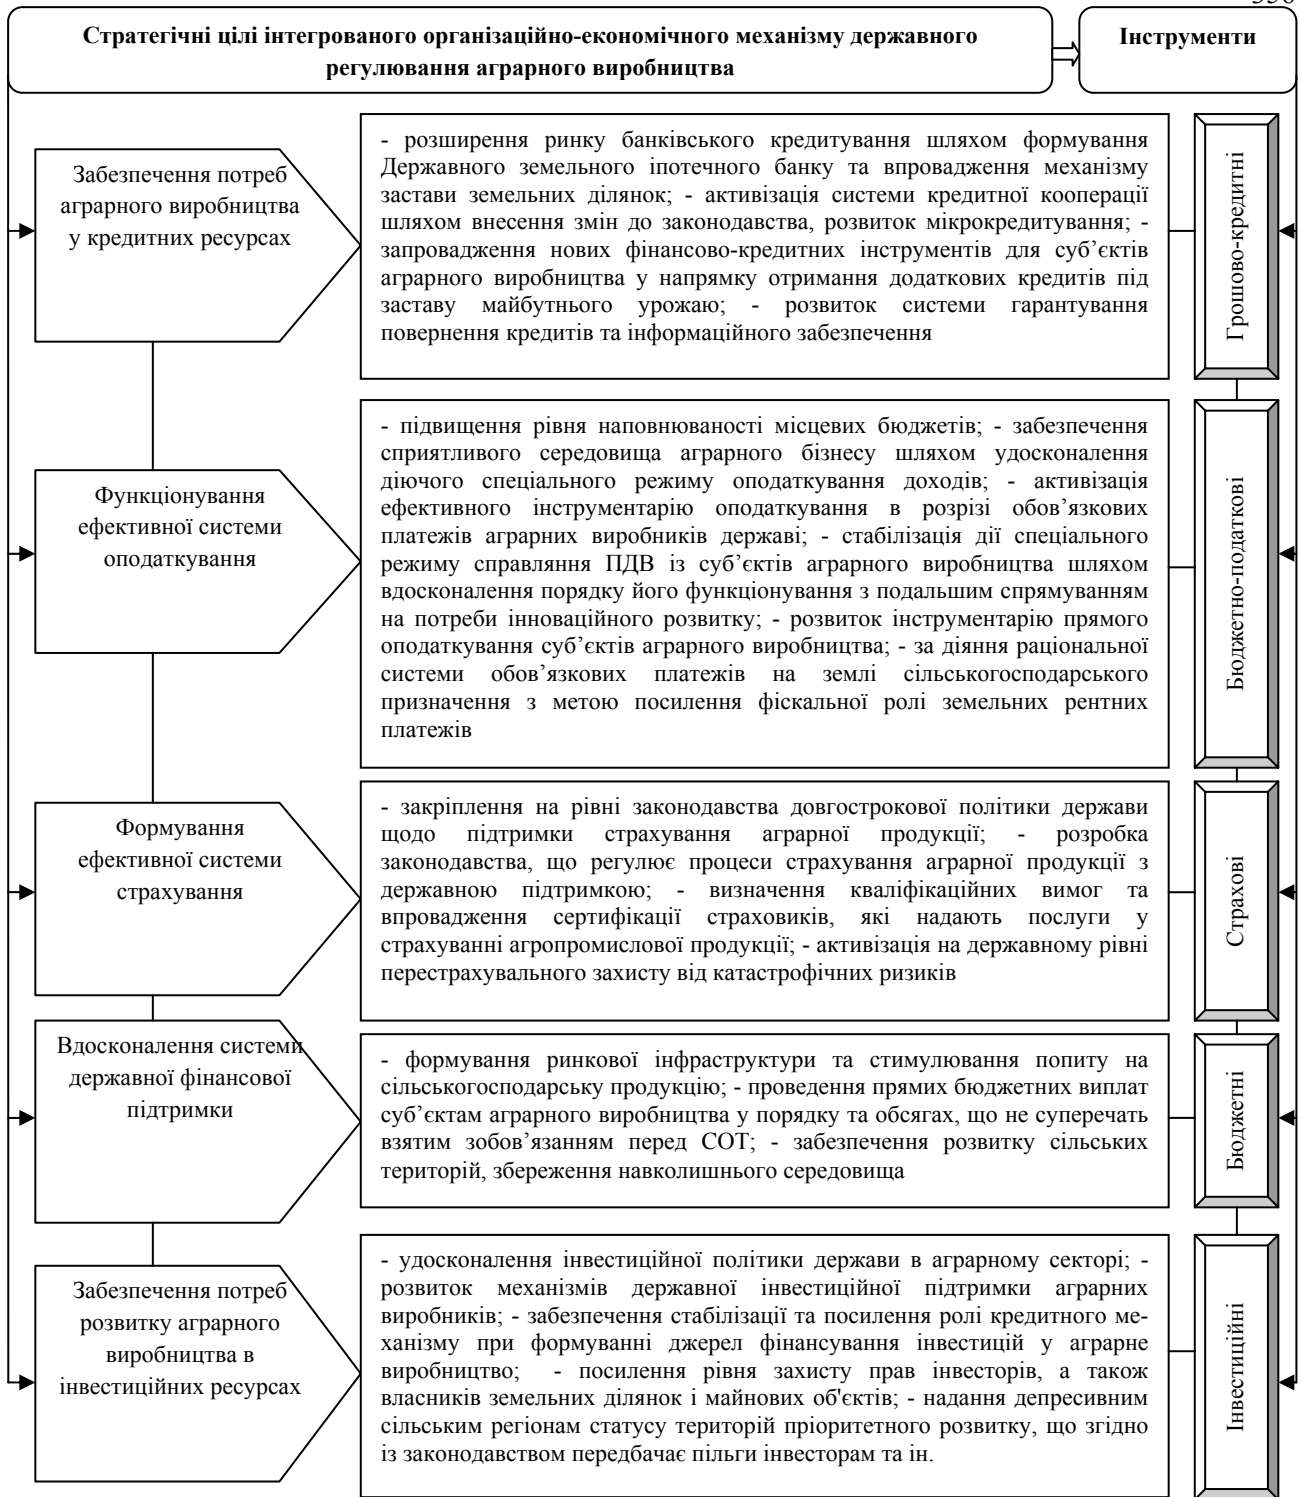 Стратегічні цілі інтегрованого організаційно-економічного механізму державного
регулювання аграрного виробництва
Інструменти
Забезпечення потреб
аграрного виробництва
у кредитних ресурсах
- розширення ринку банківського кредитування шляхом формування
Державного земельного іпотечного банку та впровадження механізму
застави земельних ділянок; - активізація системи кредитної кооперації
шляхом внесення змін до законодавства, розвиток мікрокредитування; -
запровадження нових фінансово-кредитних інструментів для суб’єктів
аграрного виробництва у напрямку отримання додаткових кредитів під
заставу майбутнього урожаю; - розвиток системи гарантування
повернення кредитів та інформаційного забезпечення
Грошово-кредитні
Функціонування
ефективної системи
оподаткування
- підвищення рівня наповнюваності місцевих бюджетів; - забезпечення
сприятливого середовища аграрного бізнесу шляхом удосконалення
діючого спеціального режиму оподаткування доходів; - активізація
ефективного інструментарію оподаткування в розрізі обов’язкових
платежів аграрних виробників державі; - стабілізація дії спеціального
режиму справляння ПДВ із суб’єктів аграрного виробництва шляхом
вдосконалення порядку його функціонування з подальшим спрямуванням
на потреби інноваційного розвитку; - розвиток інструментарію прямого
оподаткування суб’єктів аграрного виробництва; - за діяння раціональної
системи обов’язкових платежів на землі сільськогосподарського
призначення з метою посилення фіскальної ролі земельних рентних
платежів
Бюджетно-податкові
Формування
ефективної системи
страхування
- закріплення на рівні законодавства довгострокової політики держави
щодо підтримки страхування аграрної продукції; - розробка
законодавства, що регулює процеси страхування аграрної продукції з
державною підтримкою; - визначення кваліфікаційних вимог та
впровадження сертифікації страховиків, які надають послуги у
страхуванні агропромислової продукції; - активізація на державному рівні
перестрахувального захисту від катастрофічних ризиків
Страхові
Вдосконалення системи
державної фінансової
підтримки
- формування ринкової інфраструктури та стимулювання попиту на
сільськогосподарську продукцію; - проведення прямих бюджетних виплат
суб’єктам аграрного виробництва у порядку та обсягах, що не суперечать
взятим зобов’язанням перед СОТ; - забезпечення розвитку сільських
територій, збереження навколишнього середовища
Бюджетні
Забезпечення потреб
розвитку аграрного
виробництва в
інвестиційних ресурсах
- удосконалення інвестиційної політики держави в аграрному секторі; -
розвиток механізмів державної інвестиційної підтримки аграрних
виробників; - забезпечення стабілізації та посилення ролі кредитного ме-
ханізму при формуванні джерел фінансування інвестицій у аграрне
виробництво; - посилення рівня захисту прав інвесторів, а також
власників земельних ділянок і майнових об'єктів; - надання депресивним
сільським регіонам статусу територій пріоритетного розвитку, що згідно
із законодавством передбачає пільги інвесторам та ін.
Інвестиційні